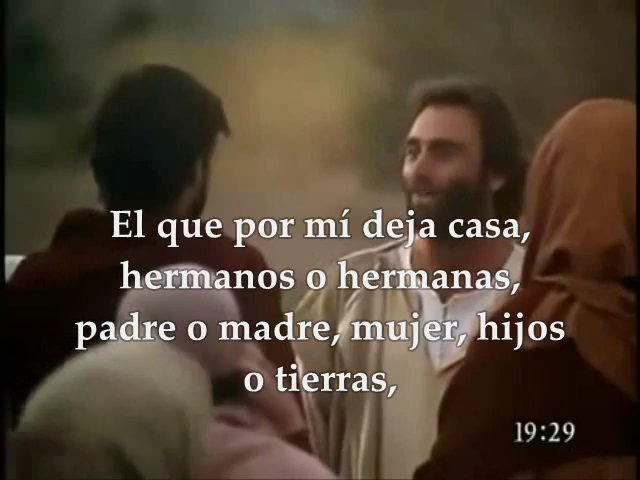 El que por mí deja casa,
hermanos o hermanas,
padre o madre, mujer, hijos
o tierras,
19:29